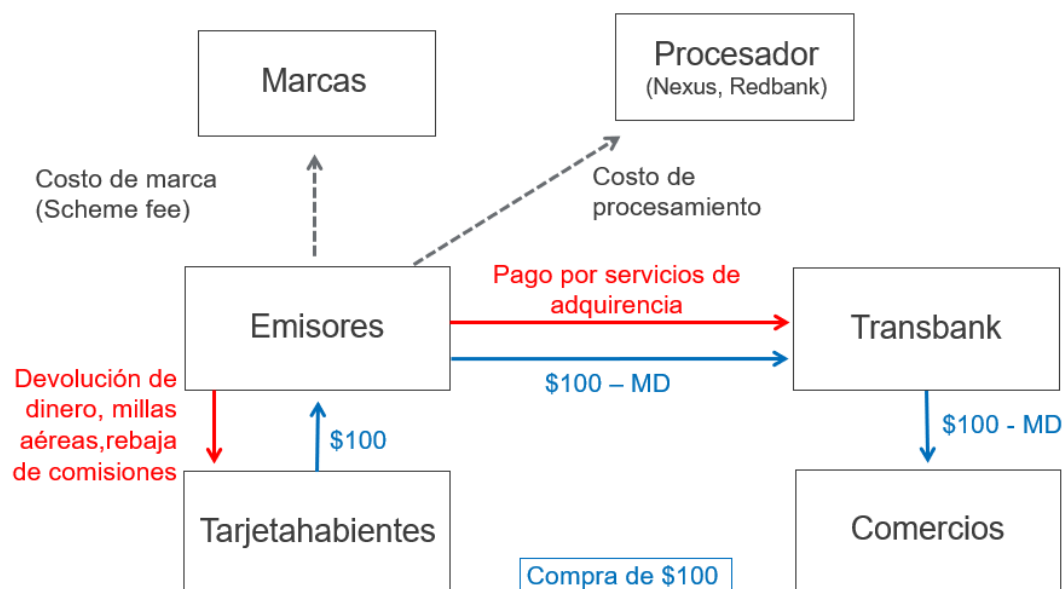 Marcas
Procesador
(Nexus, Redbank)
Costo de marca
(Scheme fee)
Costo de
procesamiento
Emisores
Pago por servicios de
adquirencia
$100 – MD
Transbank
Devolución de
dinero, millas
aéreas,rebaja
de comisiones
$100
$100 - MD
Tarjetahabientes
Compra de $100
Comercios